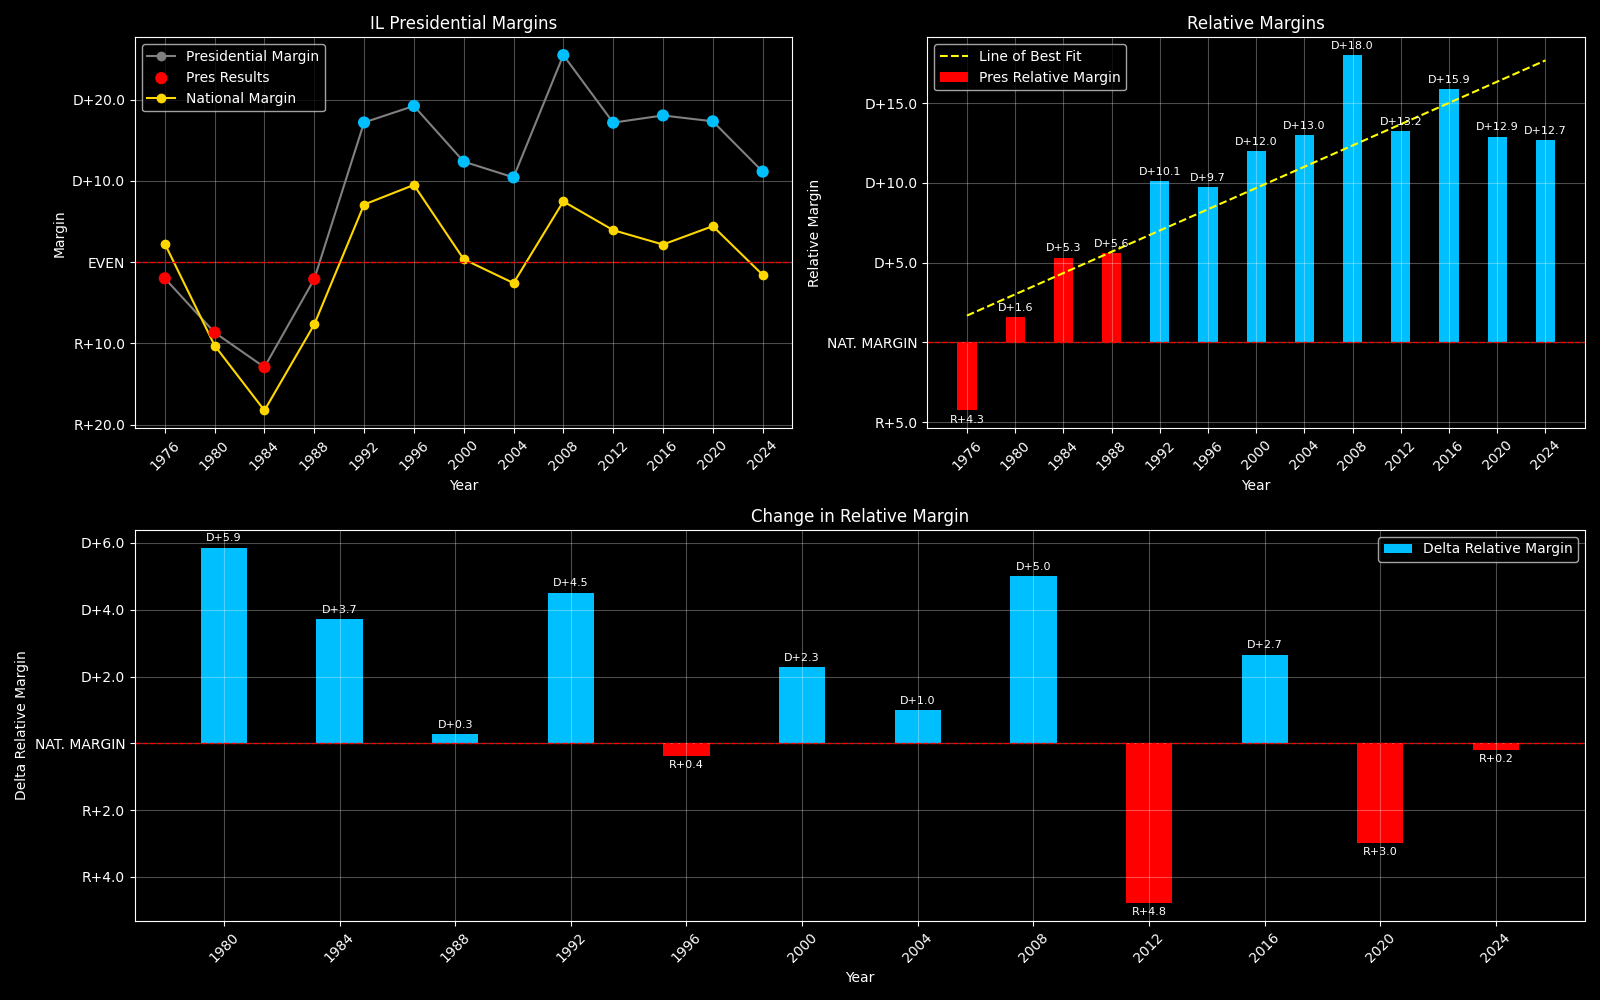 IL Presidential Margins
Presidential Margin
Pres Results
National Margin
D+20.0
D+10.0
EVEN
R+10.0
R+20.0
Margin
1976
1980
1984
1988
1992
1996
2000
2004
2008
2012
2016
2020
2024
Year
Relative Margins
Line of Best Fit
Pres Relative Margin
D+15.0
D+10.0
D+5.0
NAT. MARGIN
R+5.0
Relative Margin
R+4.3
D+1.6
D+5.3
D+5.6
D+10.1
D+9.7
D+12.0
D+13.0
D+18.0
D+13.2
D+15.9
D+12.9
D+12.7
1976
1980
1984
1988
1992
1996
2000
2004
2008
2012
2016
2020
2024
Year
Change in Relative Margin
Delta Relative Margin
D+6.0
D+4.0
D+2.0
NAT. MARGIN
R+2.0
R+4.0
Delta Relative Margin
D+5.9
D+3.7
D+0.3
D+4.5
R+0.4
D+2.3
D+1.0
D+5.0
R+4.8
D+2.7
R+3.0
R+0.2
1980
1984
1988
1992
1996
2000
2004
2008
2012
2016
2020
2024
Year